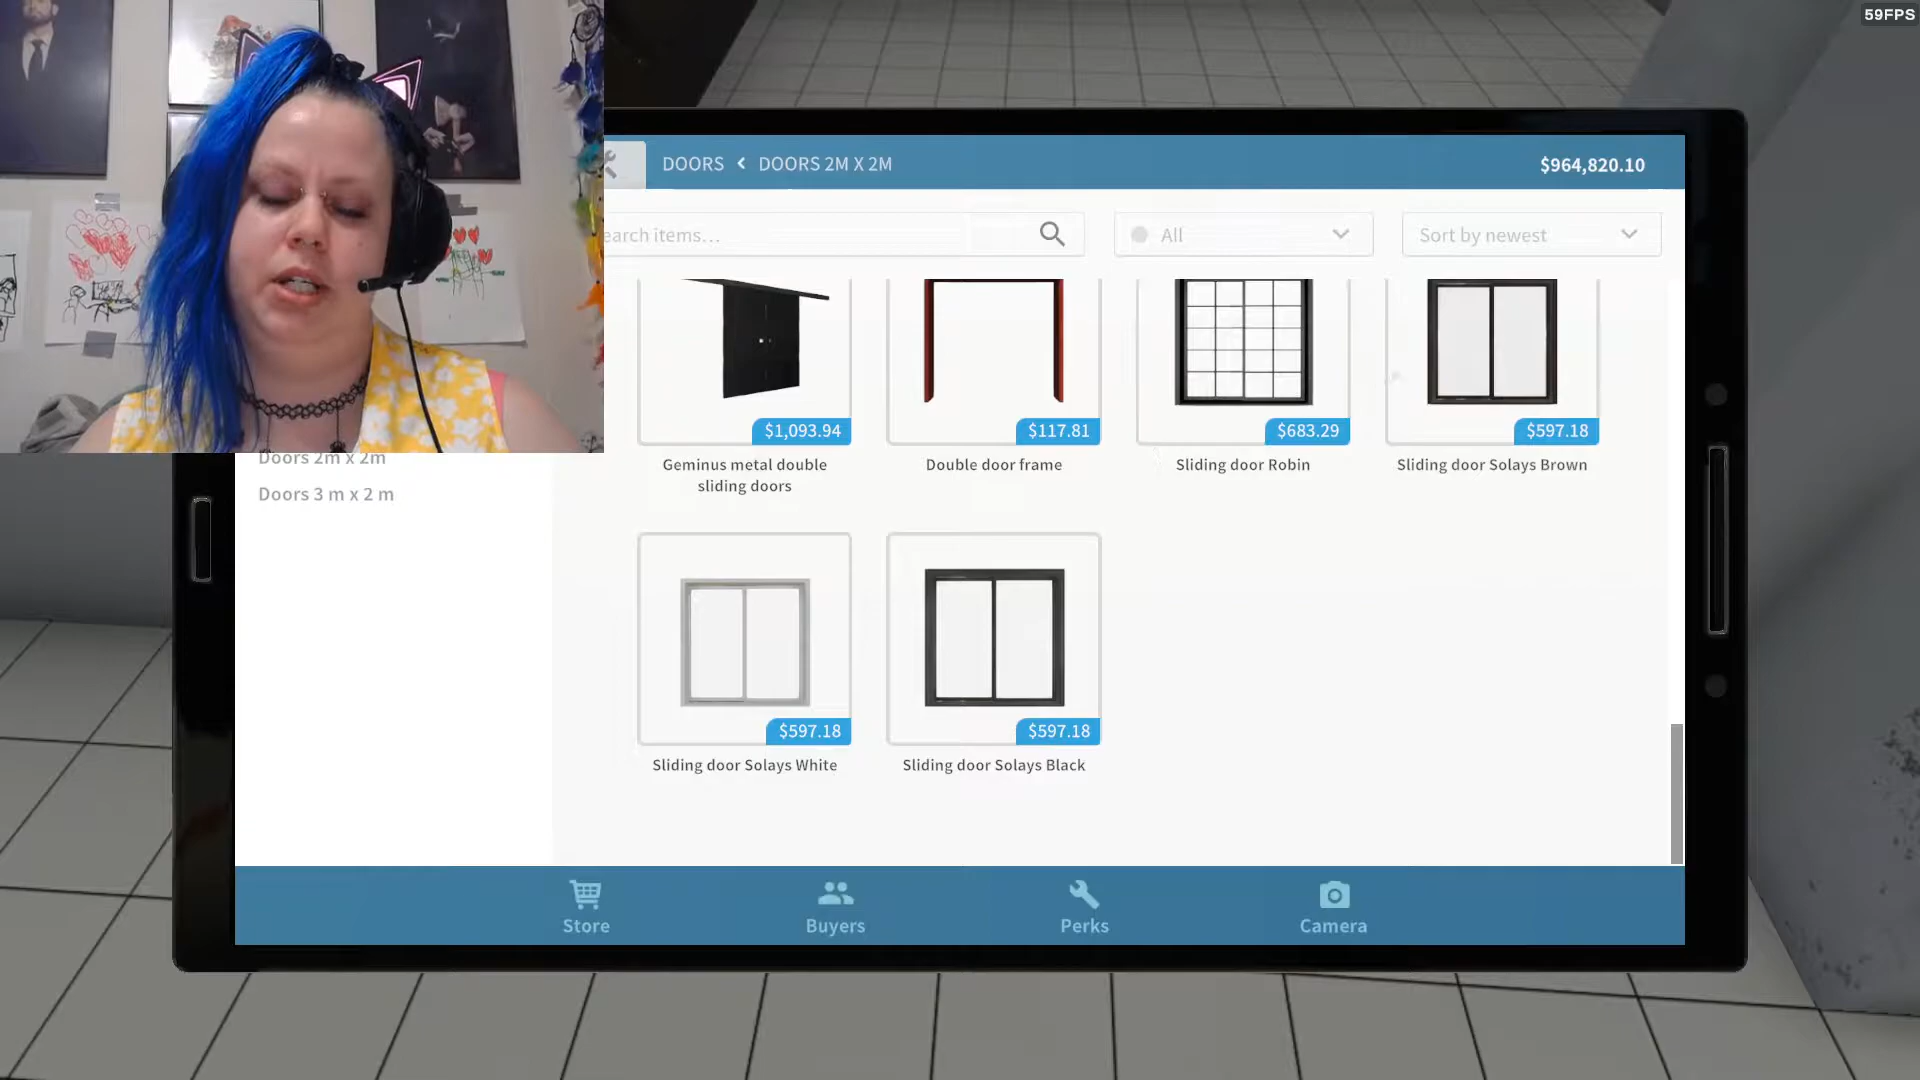 59FPS
DOORS < DOORS 2M X 2M
$964,820.10
earch items...
All
Sort by newest
Doors 2m x 2m
Doors 3 m x 2 m
$1,093.94
$117.81
$683.29
$597.18
Geminus metal double
sliding doors
Double door frame
Sliding door Robin
Sliding door Solays Brown
$597.18
$597.18
Sliding door Solays White
Sliding door Solays Black
Store
Buyers
Perks
Camera